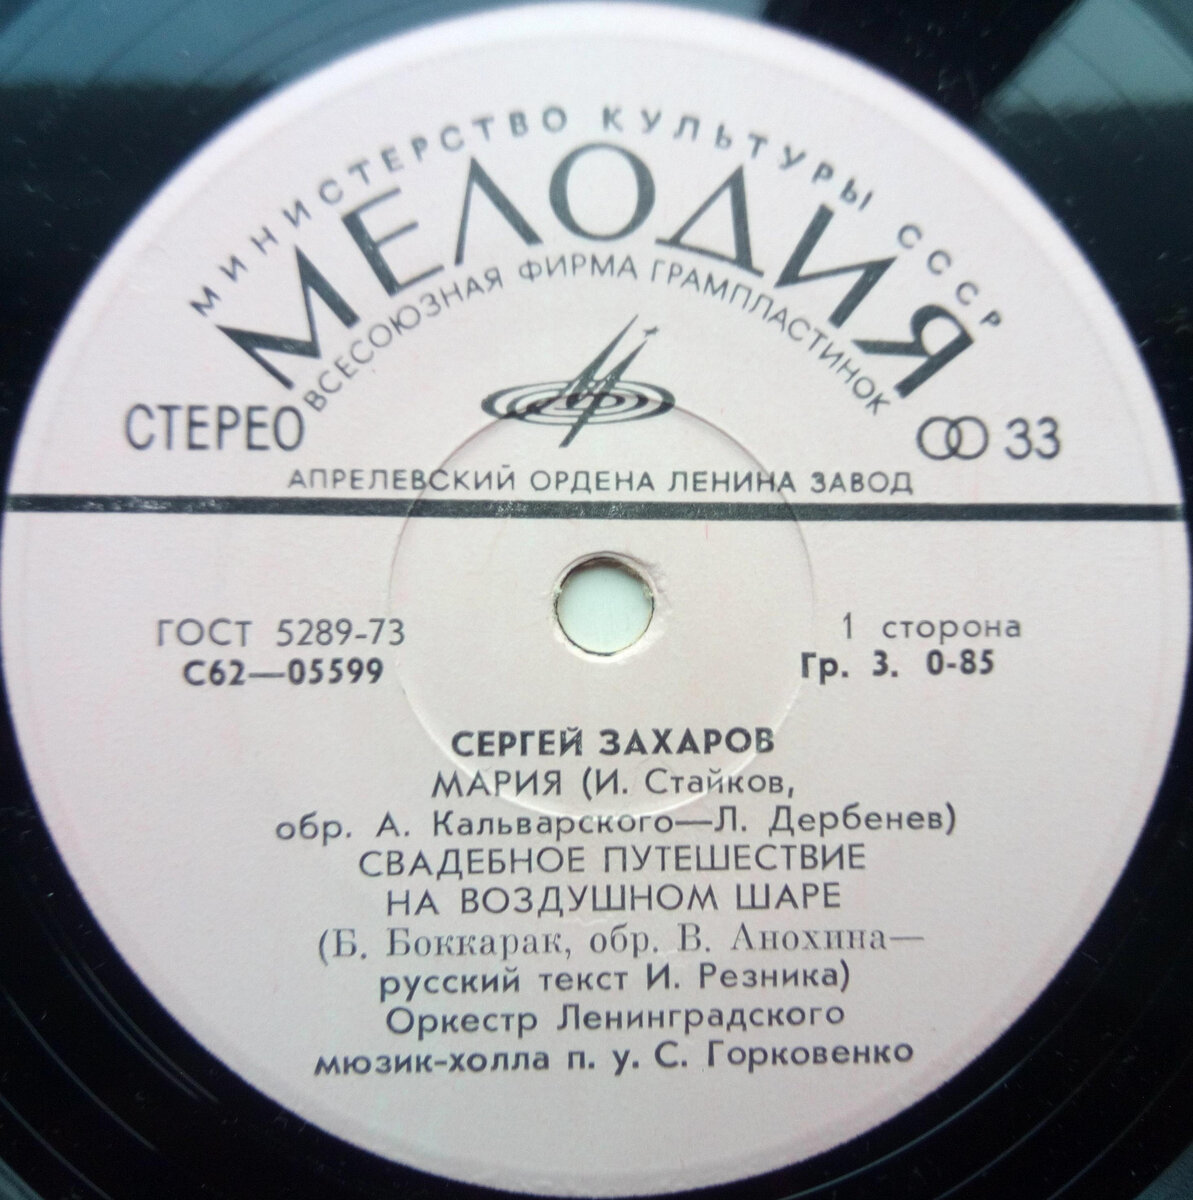 МИНИСТЕРСТВО КУЛЬТУРЫ СССР
МЕЛОДИЯ
ВСЕСОЮЗНАЯ ФИРМА ГРАМПЛАСТИНОК
СТЕРЕО
33
АПРЕЛЕВСКИЙ ОРДЕНА ЛЕНИНА ЗАВОД
ГОСТ 5289-73
С62—05599
1 сторона
Гр. 3. 0-85
СЕРГЕЙ ЗАХАРОВ
МАРИЯ (И. Стайков,
обр. А. Кальварского—Л. Дербенев)
СВАДЕБНОЕ ПУТЕШЕСТВИЕ
НА ВОЗДУШНОМ ШАРЕ
(Б. Боккарак, обр. В. Анохина—
русский текст И. Резника)
Оркестр Ленинградского
мюзик-холла п. у. С. Горковенко